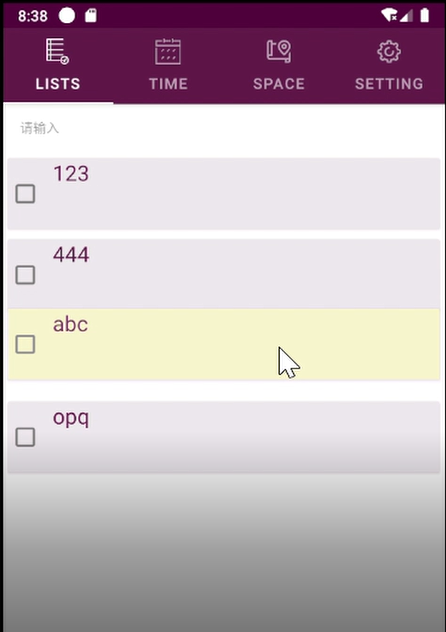 8:38
LISTS TIME SPACE SETTING
请输入
123
444
abc
opq